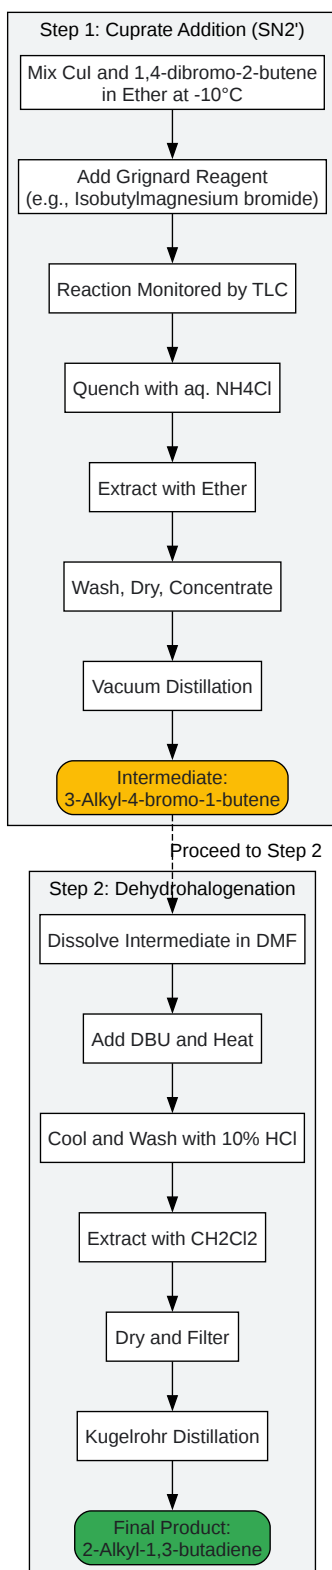 Step 1: Cuprate Addition (SN2')
Mix CuI and 1,4-dibromo-2-butene
in Ether at -10°C
Add Grignard Reagent
(e.g., Isobutylmagnesium bromide)
Reaction Monitored by TLC
Quench with aq. NH4Cl
Extract with Ether
Wash, Dry, Concentrate
Vacuum Distillation
Intermediate:
3-Alkyl-4-bromo-1-butene
Proceed to Step 2
Step 2: Dehydrohalogenation
Dissolve Intermediate in DMF
Add DBU and Heat
Cool and Wash with 10% HCl
Extract with CH2Cl2
Dry and Filter
Kugelrohr Distillation
Final Product:
2-Alkyl-1,3-butadiene